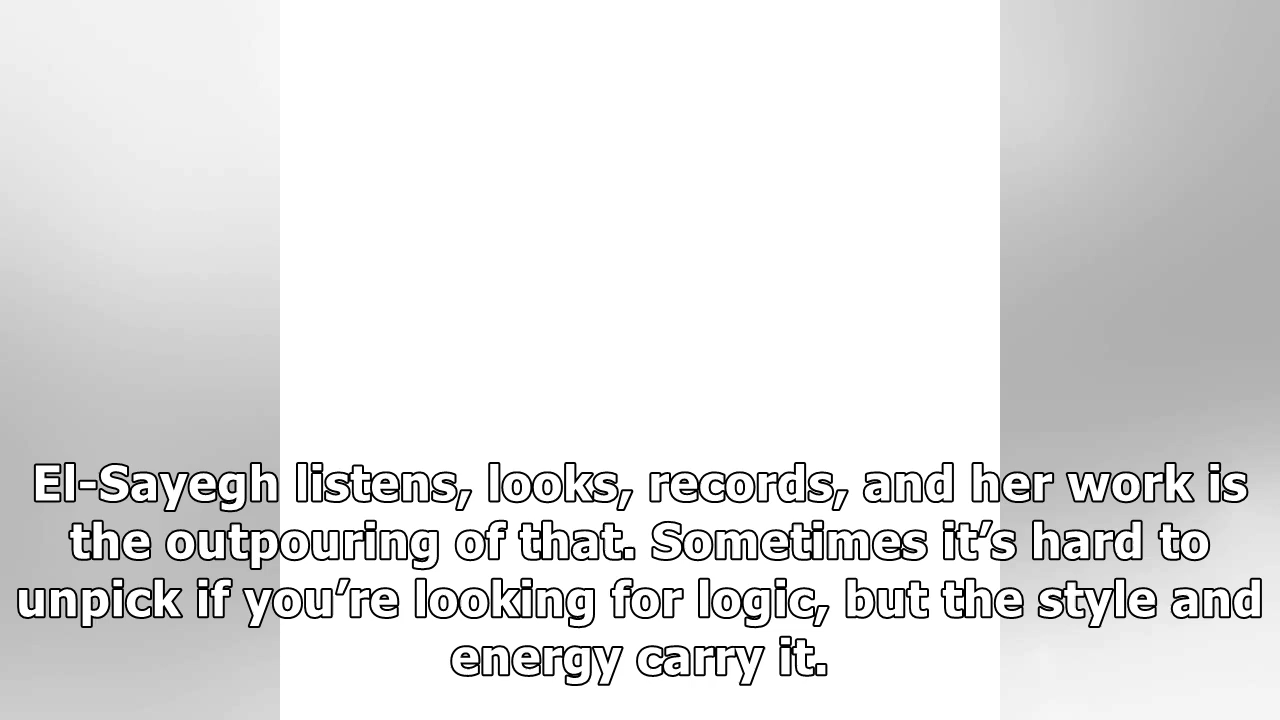 El-Sayegh listens, looks, records, and her work is
the outpouring of that. Sometimes it’s hard to
unpick if you’re looking for logic, but the style and
energy carry it.